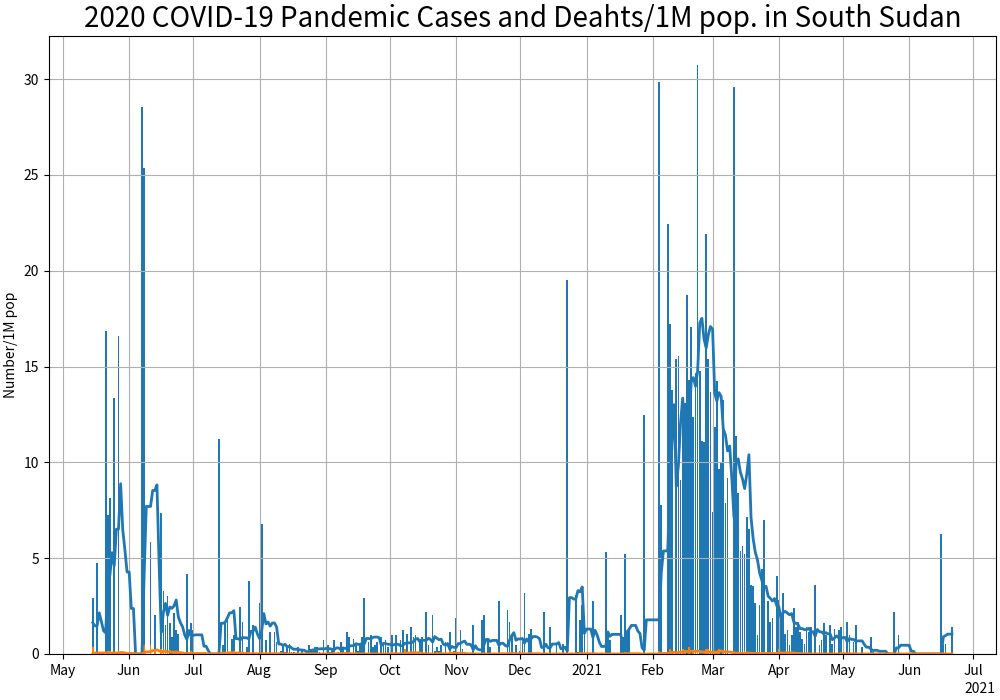 2020 COVID-19 Pandemic Cases and Deahts/1M pop. in South Sudan
Number/1M pop
30
25
20
15
10
5
0
May Jun Jul Aug Sep Oct Nov Dec 2021 Feb Mar Apr May Jun Jul
2021